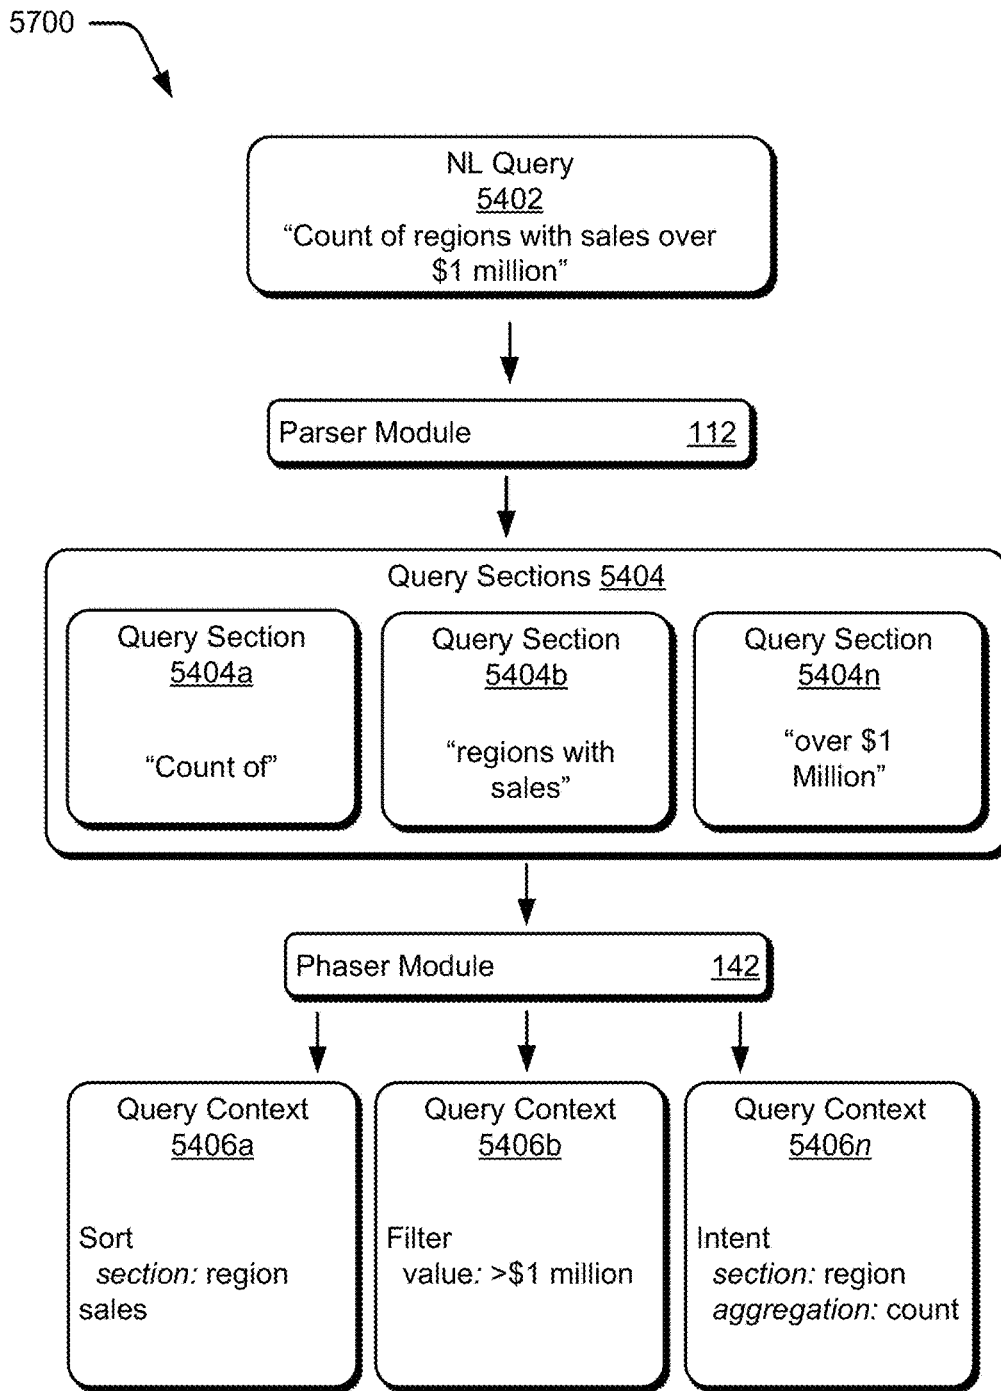 5700
NL Query
5402
“Count of regions with sales over
$1 million”
Parser Module 112
Query Sections 5404
Query Section
5404a
“Count of”
Query Section
5404b
“regions with
sales”
Query Section
5404n
“over $1
Million”
Phaser Module 142
Query Context
5406a
Sort
section: region
sales
Query Context
5406b
Filter
value: >$1 million
Query Context
5406n
Intent
section: region
aggregation: count